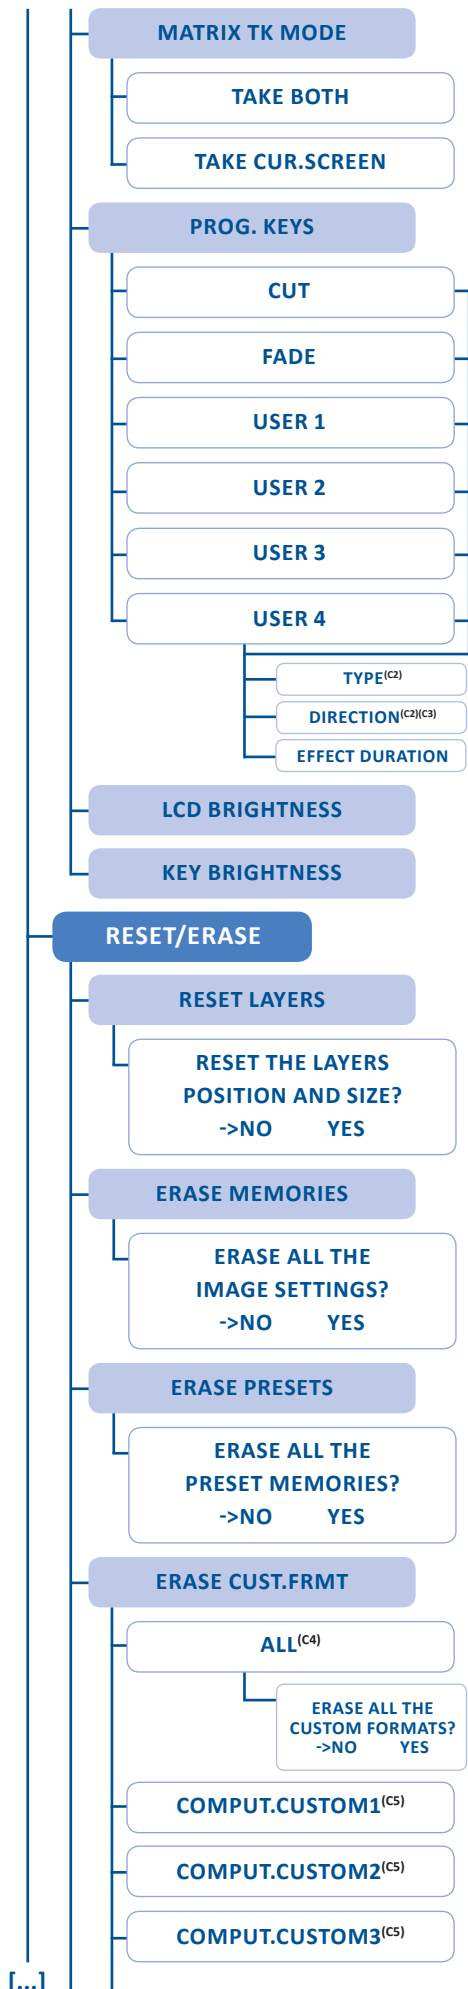 MATRIX TK MODE
TAKE BOTH
TAKE CUR.SCREEN
PROG. KEYS
CUT
FADE
USER 1
USER 2
USER 3
USER 4
TYPE(C2)
DIRECTION(C2)(C3)
EFFECT DURATION
LCD BRIGHTNESS
KEY BRIGHTNESS
RESET/ERASE
RESET LAYERS
RESET THE LAYERS
POSITION AND SIZE?
->NO YES
ERASE MEMORIES
ERASE ALL THE
IMAGE SETTINGS?
->NO YES
ERASE PRESETS
ERASE ALL THE
PRESET MEMORIES?
->NO YES
ERASE CUST.FRMT
ALL(C4)
ERASE ALL THE
CUSTOM FORMATS?
->NO YES
COMPUT.CUSTOM1(C5)
COMPUT.CUSTOM2(C5)
COMPUT.CUSTOM3(C5)
[...]